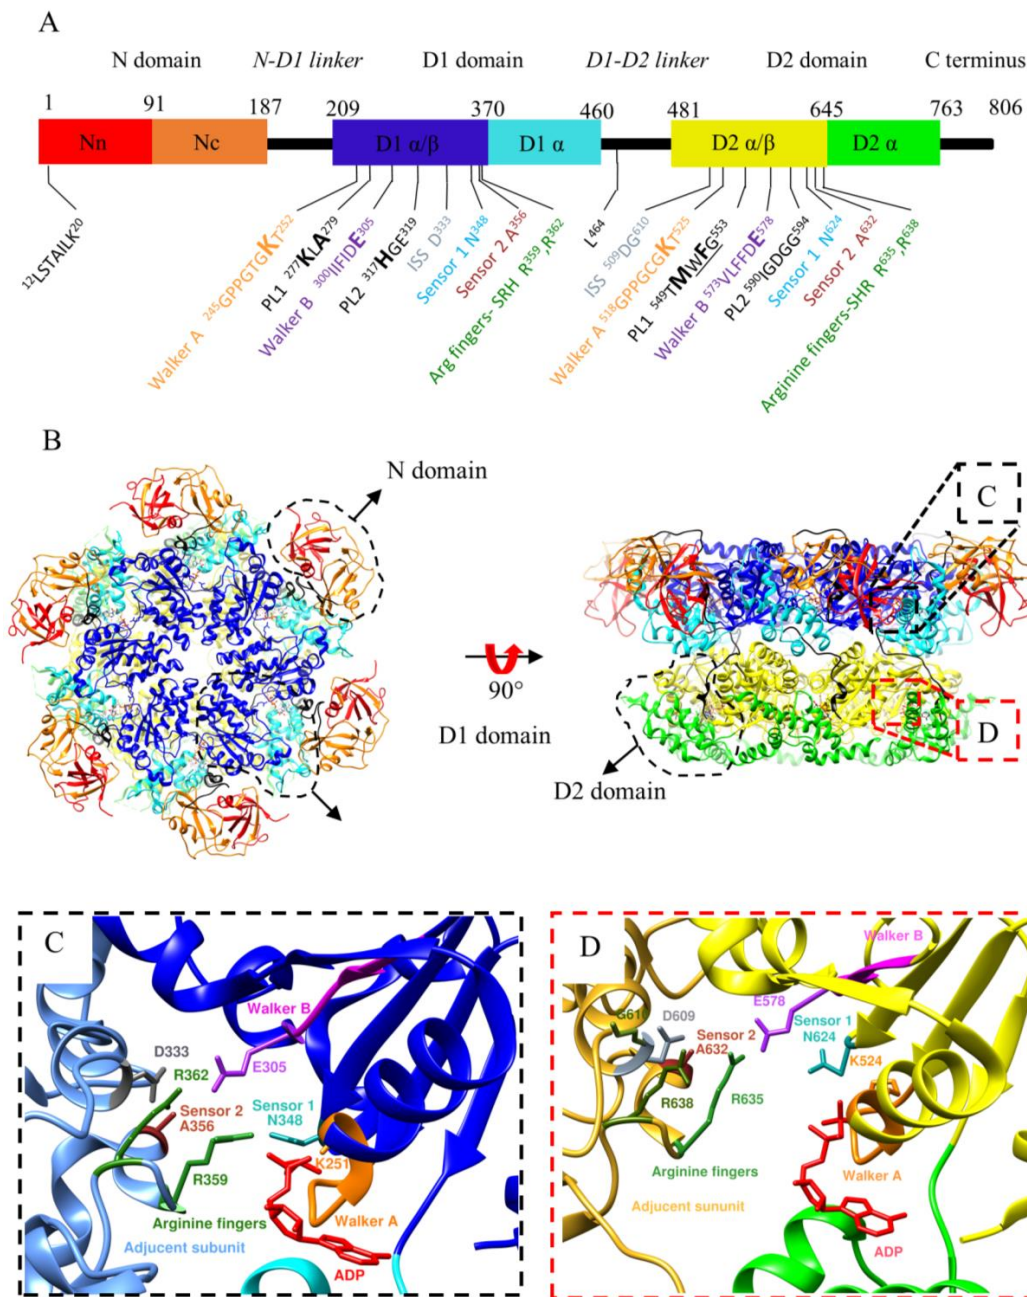 A
N domain N-D1 linker D1 domain D1-D2 linker D2 domain C terminus
1 91 187 209 370 460 481 645 763 806
Nn Nc D1 α/β D1 α D2 α/β D2 α
¹²LSTAILK²⁰
Walker A ²⁴⁵GPPGTGKT²⁵²
PL1 ²⁷⁷KLA²⁷⁹
Walker B ³⁰⁰IIFIDE³⁰⁵
PL2 ³¹⁷HGE³¹⁹
ISS D³³³
Sensor 1 N³⁴⁸
Sensor 2 A³⁵⁶
Arg fingers- SRH R³⁵⁹,R³⁶²
L⁴⁶⁴
ISS ⁵⁰⁹DG⁶¹⁰
Walker A ⁵¹⁸GPPGCGKT⁵²⁵
PL1 ⁵⁴⁹TMWFG⁵⁵³
Walker B ⁵⁷³VLFFDE⁵⁷⁸
PL2 ⁵⁹⁰IGDGG⁵⁹⁴
Sensor 1 N⁶²⁴
Sensor 2 A⁶³²
Arginine fingers-SHR R⁶³⁵,R⁶³⁸
B
N domain
C
90°
D1 domain
D
D2 domain
C
Walker B
D333
R362
E305
Sensor 2
A356
Sensor 1
N348
R359
K251
Arginine fingers
Walker A
Adjucent subunit
ADP
D
Walker B
E578
D609
Sensor 1
N624
Sensor 2
A632
K524
R638
R635
Arginine fingers
Walker A
Adjacent sununit
ADP